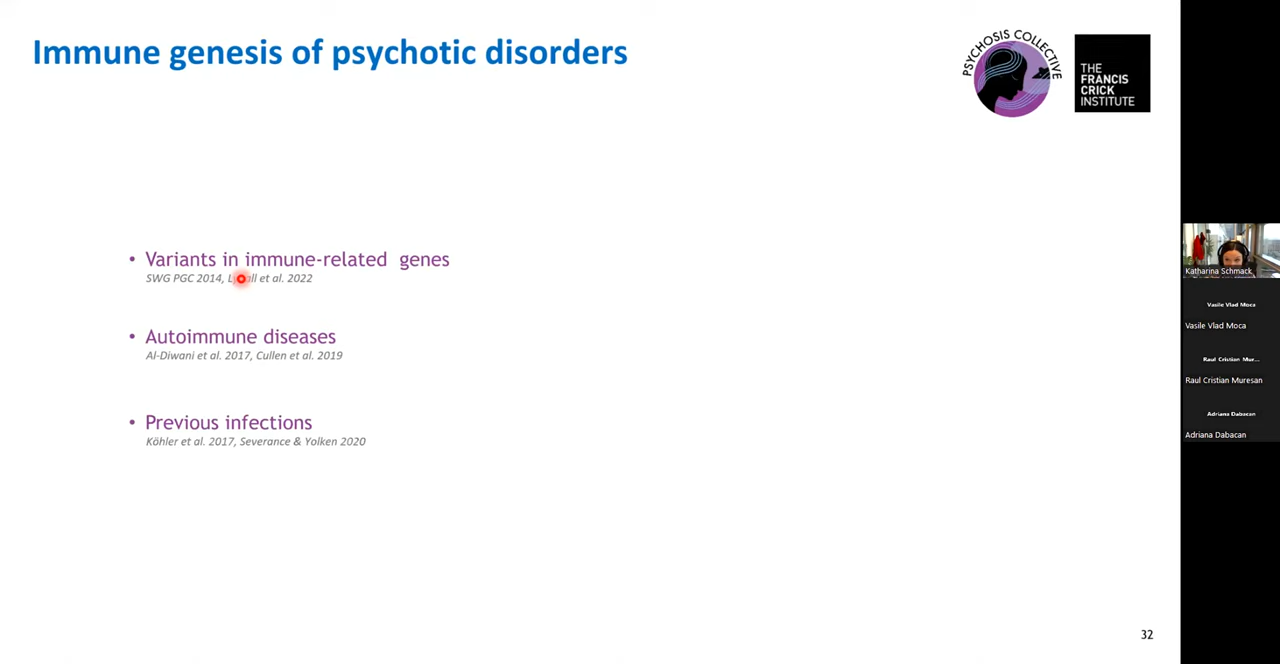 Immune genesis of psychotic disorders
PSYCHOSIS COLLECTIVE
THE
FRANCIS
CRICK
INSTITUTE
• Variants in immune-related genes
SWG PGC 2014, et al. 2022
• Autoimmune diseases
Al-Diwani et al. 2017, Cullen et al. 2019
• Previous infections
Köhler et al. 2017, Severance & Yolken 2020
32
Katharina Schmack
Vasile Vlad Moca
Vasile Vlad Moca
Raul Cristian Mur...
Raul Cristian Muresan
Adriana Dabacan
Adriana Dabacan